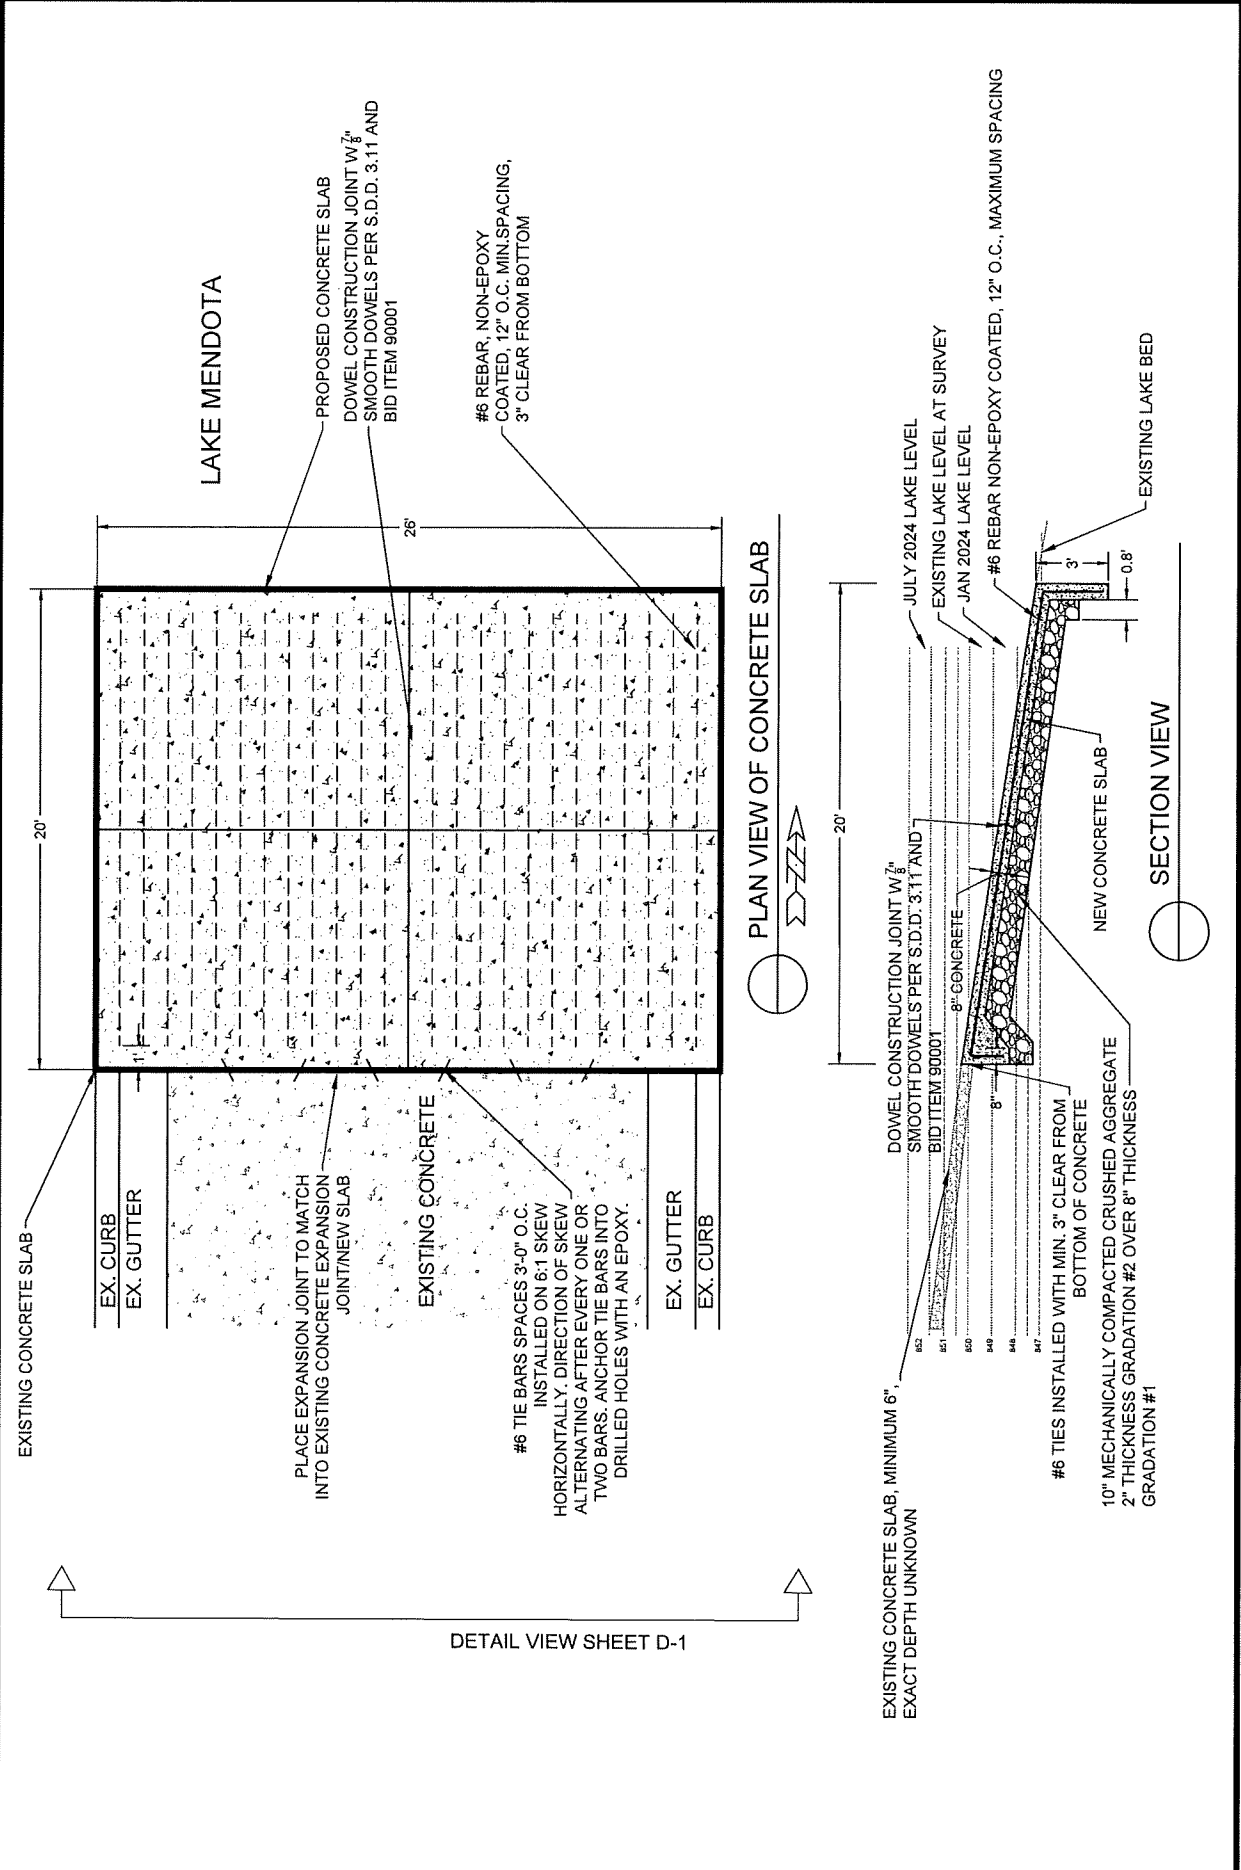 EXISTING CONCRETE SLAB
20'
26'
1'
LAKE MENDOTA
PROPOSED CONCRETE SLAB
DOWEL CONSTRUCTION JOINT W 7/8"
SMOOTH DOWELS PER S.D.D. 3.11 AND
BID ITEM 90001
#6 REBAR, NON-EPOXY
COATED, 12" O.C. MIN.SPACING,
3" CLEAR FROM BOTTOM
EX. CURB
EX. GUTTER
PLACE EXPANSION JOINT TO MATCH
INTO EXISTING CONCRETE EXPANSION
JOINT/NEW SLAB
EXISTING CONCRETE
#6 TIE BARS SPACES 3'-0" O.C.
INSTALLED ON 6:1 SKEW
HORIZONTALLY. DIRECTION OF SKEW
ALTERNATING AFTER EVERY ONE OR
TWO BARS. ANCHOR TIE BARS INTO
DRILLED HOLES WITH AN EPOXY.
EX. GUTTER
EX. CURB
PLAN VIEW OF CONCRETE SLAB
N
DETAIL VIEW SHEET D-1
20'
JULY 2024 LAKE LEVEL
EXISTING LAKE LEVEL AT SURVEY
JAN 2024 LAKE LEVEL
#6 REBAR NON-EPOXY COATED, 12" O.C., MAXIMUM SPACING
DOWEL CONSTRUCTION JOINT W 7/8"
SMOOTH DOWELS PER S.D.D. 3.11 AND
BID ITEM 90001
8" CONCRETE
852
851
850
849
848
847
8"
3'
0.8'
EXISTING LAKE BED
NEW CONCRETE SLAB
EXISTING CONCRETE SLAB, MINIMUM 6",
EXACT DEPTH UNKNOWN
#6 TIES INSTALLED WITH MIN. 3" CLEAR FROM
BOTTOM OF CONCRETE
10" MECHANICALLY COMPACTED CRUSHED AGGREGATE
2" THICKNESS GRADATION #2 OVER 8" THICKNESS
GRADATION #1
SECTION VIEW